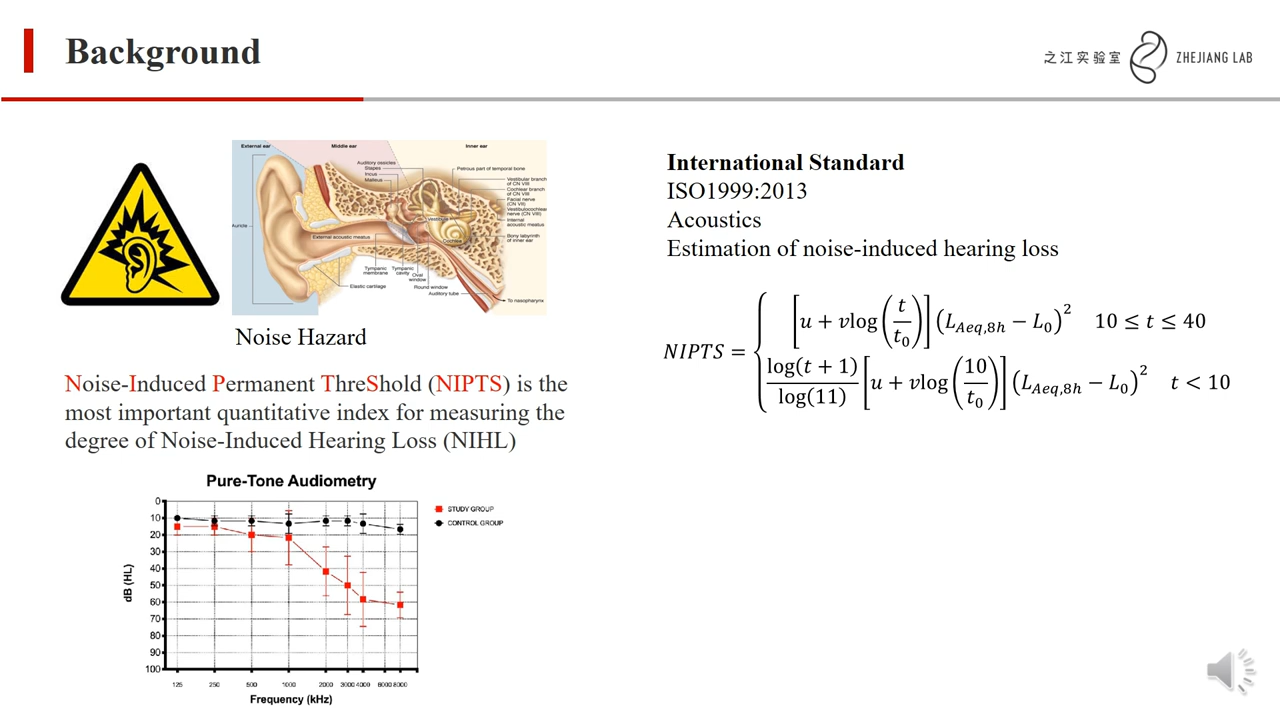 Background
之江实验室 ZHEJIANG LAB
External ear Middle ear Inner ear
Auditory ossicles
Stapes
Incus
Malleus
Petrous part of temporal bone
Vestibular branch
of CN VIII
Cochlear branch
of CN VIII
Facial nerve
(CN VII)
Vestibulocochlear
nerve (CN VIII)
Internal
acoustic meatus
Bony labyrinth
of inner ear
Vestibule
Cochlea
Auricle
External acoustic meatus
Tympanic
membrane
Tympanic
cavity
Oval
window
Round window
Elastic cartilage
Auditory tube
To nasopharynx
Noise Hazard
Noise-Induced Permanent ThreShold (NIPTS) is the
most important quantitative index for measuring the
degree of Noise-Induced Hearing Loss (NIHL)
Pure-Tone Audiometry
STUDY GROUP
CONTROL GROUP
0
10
20
30
40
50
60
70
80
90
100
dB (HL)
125 250 500 1000 2000 3000 4000 6000 8000
Frequency (kHz)
International Standard
ISO1999:2013
Acoustics
Estimation of noise-induced hearing loss
NIPTS = { [u + vlog(t/t₀)] (L_Aeq,8h − L₀)² 10 ≤ t ≤ 40
log(t + 1)/log(11) [u + vlog(10/t₀)] (L_Aeq,8h − L₀)² t < 10